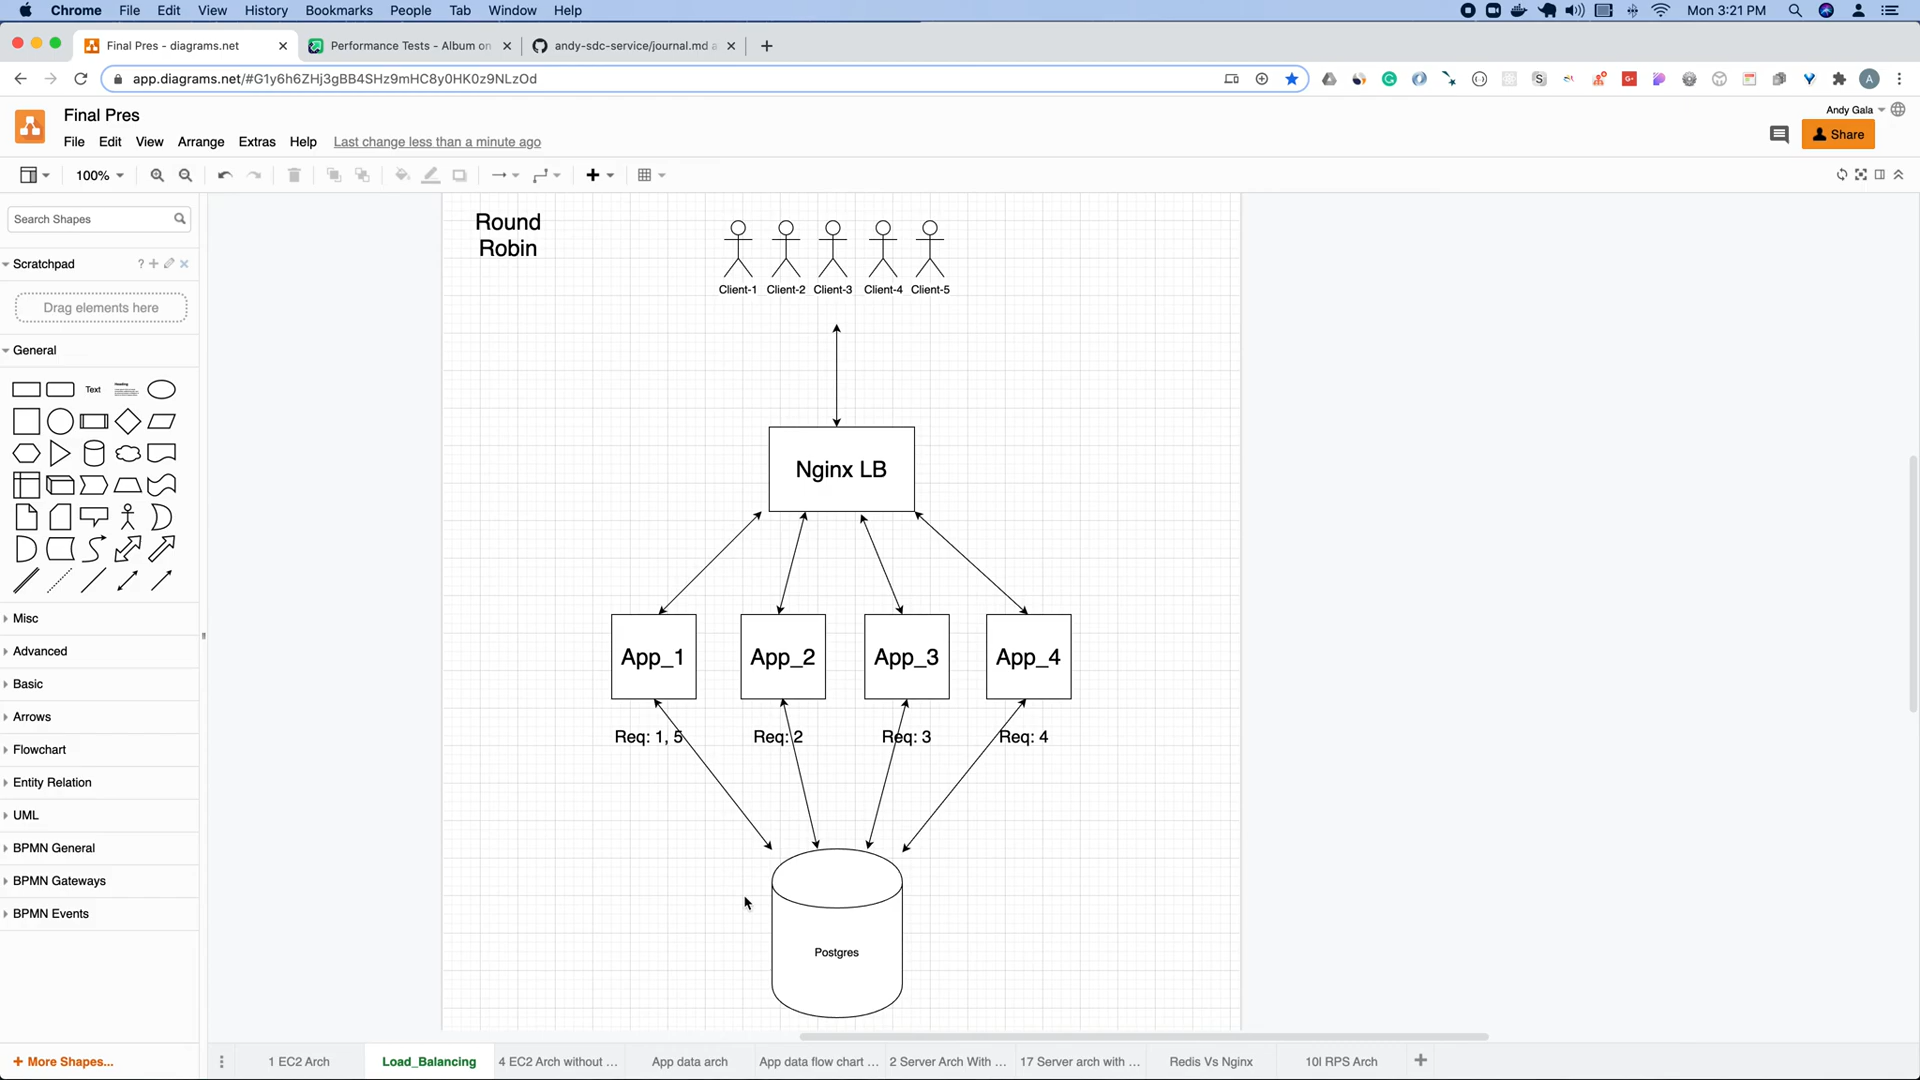 Chrome File Edit View History Bookmarks People Tab Window Help Mon 3:21 PM
Final Pres - diagrams.net Performance Tests - Album on andy-sdc-service/journal.md a
app.diagrams.net/#G1y6h6ZHj3gBB4SHz9mHC8y0HK0z9NLzOd
Final Pres
Andy Gala
File Edit View Arrange Extras Help Last change less than a minute ago
Share
100%
Search Shapes
Scratchpad
?
Drag elements here
General
Text
Heading
Misc
Advanced
Basic
Arrows
Flowchart
Entity Relation
UML
BPMN General
BPMN Gateways
BPMN Events
+ More Shapes...
Round
Robin
Client-1 Client-2 Client-3 Client-4 Client-5
Nginx LB
App_1 App_2 App_3 App_4
Req: 1, 5 Req: 2 Req: 3 Req: 4
Postgres
1 EC2 Arch Load_Balancing 4 EC2 Arch without ... App data arch App data flow chart ... 2 Server Arch With ... 17 Server arch with ... Redis Vs Nginx 10l RPS Arch